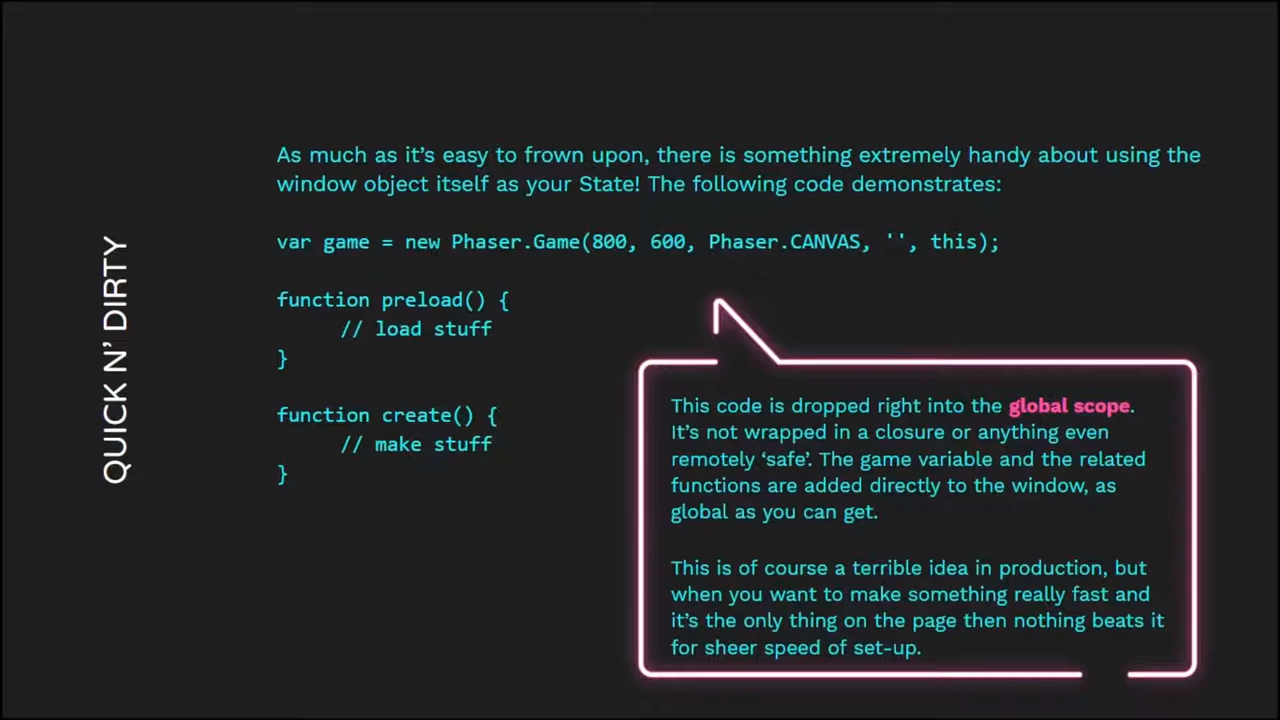 QUICK N’ DIRTY
As much as it’s easy to frown upon, there is something extremely handy about using the
window object itself as your State! The following code demonstrates:
var game = new Phaser.Game(800, 600, Phaser.CANVAS, '', this);
function preload() {
// load stuff
}
function create() {
// make stuff
}
This code is dropped right into the global scope.
It’s not wrapped in a closure or anything even
remotely ‘safe’. The game variable and the related
functions are added directly to the window, as
global as you can get.
This is of course a terrible idea in production, but
when you want to make something really fast and
it’s the only thing on the page then nothing beats it
for sheer speed of set-up.